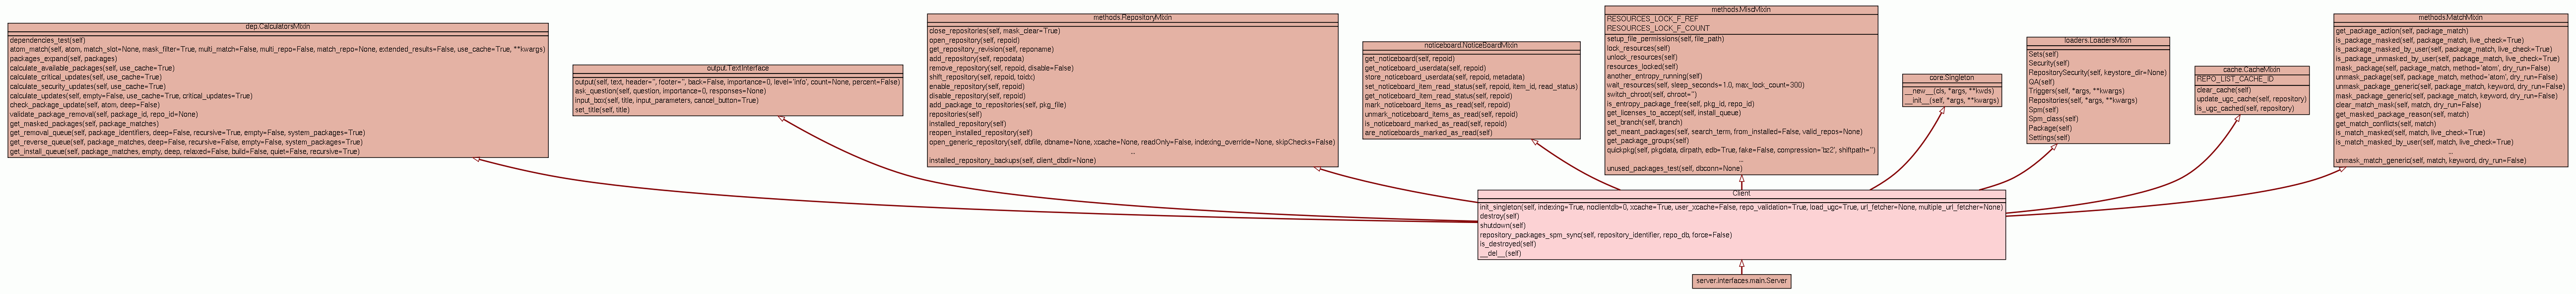 dep.CalculatorsMixin
dependencies_test(self)
atom_match(self, atom, match_slot=None, mask_filter=True, multi_match=False, multi_repo=False, match_repo=None, extended_results=False, use_cache=True, **kwargs)
packages_expand(self, packages)
calculate_available_packages(self, use_cache=True)
calculate_critical_updates(self, use_cache=True)
calculate_security_updates(self, use_cache=True)
calculate_updates(self, empty=False, use_cache=True, critical_updates=True)
check_package_update(self, atom, deep=False)
validate_package_removal(self, package_id, repo_id=None)
get_masked_packages(self, package_matches)
get_removal_queue(self, package_identifiers, deep=False, recursive=True, empty=False, system_packages=True)
get_reverse_queue(self, package_matches, deep=False, recursive=False, empty=False, system_packages=True)
get_install_queue(self, package_matches, empty, deep, relaxed=False, build=False, quiet=False, recursive=True)
output.TextInterface
output(self, text, header='', footer='', back=False, importance=0, level='info', count=None, percent=False)
ask_question(self, question, importance=0, responses=None)
input_box(self, title, input_parameters, cancel_button=True)
set_title(self, title)
methods.RepositoryMixin
close_repositories(self, mask_clear=True)
open_repository(self, repoid)
get_repository_revision(self, reponame)
add_repository(self, repodata)
remove_repository(self, repoid, disable=False)
shift_repository(self, repoid, toidx)
enable_repository(self, repoid)
disable_repository(self, repoid)
add_package_to_repositories(self, pkg_file)
repositories(self)
installed_repository(self)
reopen_installed_repository(self)
open_generic_repository(self, dbfile, dbname=None, xcache=None, readOnly=False, indexing_override=None, skipChecks=False)
...
installed_repository_backups(self, client_dbdir=None)
noticeboard.NoticeBoardMixin
get_noticeboard(self, repoid)
get_noticeboard_userdata(self, repoid)
store_noticeboard_userdata(self, repoid, metadata)
set_noticeboard_item_read_status(self, repoid, item_id, read_status)
get_noticeboard_item_read_status(self, repoid)
mark_noticeboard_items_as_read(self, repoid)
unmark_noticeboard_items_as_read(self, repoid)
is_noticeboard_marked_as_read(self, repoid)
are_noticeboards_marked_as_read(self)
methods.MiscMixin
RESOURCES_LOCK_F_REF
RESOURCES_LOCK_F_COUNT
setup_file_permissions(self, file_path)
lock_resources(self)
unlock_resources(self)
resources_locked(self)
another_entropy_running(self)
wait_resources(self, sleep_seconds=1.0, max_lock_count=300)
switch_chroot(self, chroot='')
is_entropy_package_free(self, pkg_id, repo_id)
get_licenses_to_accept(self, install_queue)
set_branch(self, branch)
get_meant_packages(self, search_term, from_installed=False, valid_repos=None)
get_package_groups(self)
quickpkg(self, pkgdata, dirpath, edb=True, fake=False, compression='bz2', shiftpath='')
...
unused_packages_test(self, dbconn=None)
core.Singleton
__new__(cls, *args, **kwds)
__init__(self, *args, **kwargs)
loaders.LoadersMixin
Sets(self)
Security(self)
RepositorySecurity(self, keystore_dir=None)
QA(self)
Triggers(self, *args, **kwargs)
Repositories(self, *args, **kwargs)
Spm(self)
Spm_class(self)
Package(self)
Settings(self)
cache.CacheMixin
REPO_LIST_CACHE_ID
clear_cache(self)
update_ugc_cache(self, repository)
is_ugc_cached(self, repository)
methods.MatchMixin
get_package_action(self, package_match)
is_package_masked(self, package_match, live_check=True)
is_package_masked_by_user(self, package_match, live_check=True)
is_package_unmasked_by_user(self, package_match, live_check=True)
mask_package(self, package_match, method='atom', dry_run=False)
unmask_package(self, package_match, method='atom', dry_run=False)
unmask_package_generic(self, package_match, keyword, dry_run=False)
mask_package_generic(self, package_match, keyword, dry_run=False)
clear_match_mask(self, match, dry_run=False)
get_masked_package_reason(self, match)
get_match_conflicts(self, match)
is_match_masked(self, match, live_check=True)
is_match_masked_by_user(self, match, live_check=True)
...
unmask_match_generic(self, match, keyword, dry_run=False)
Client
init_singleton(self, indexing=True, noclientdb=0, xcache=True, user_xcache=False, repo_validation=True, load_ugc=True, url_fetcher=None, multiple_url_fetcher=None)
destroy(self)
shutdown(self)
repository_packages_spm_sync(self, repository_identifier, repo_db, force=False)
is_destroyed(self)
__del__(self)
server.interfaces.main.Server